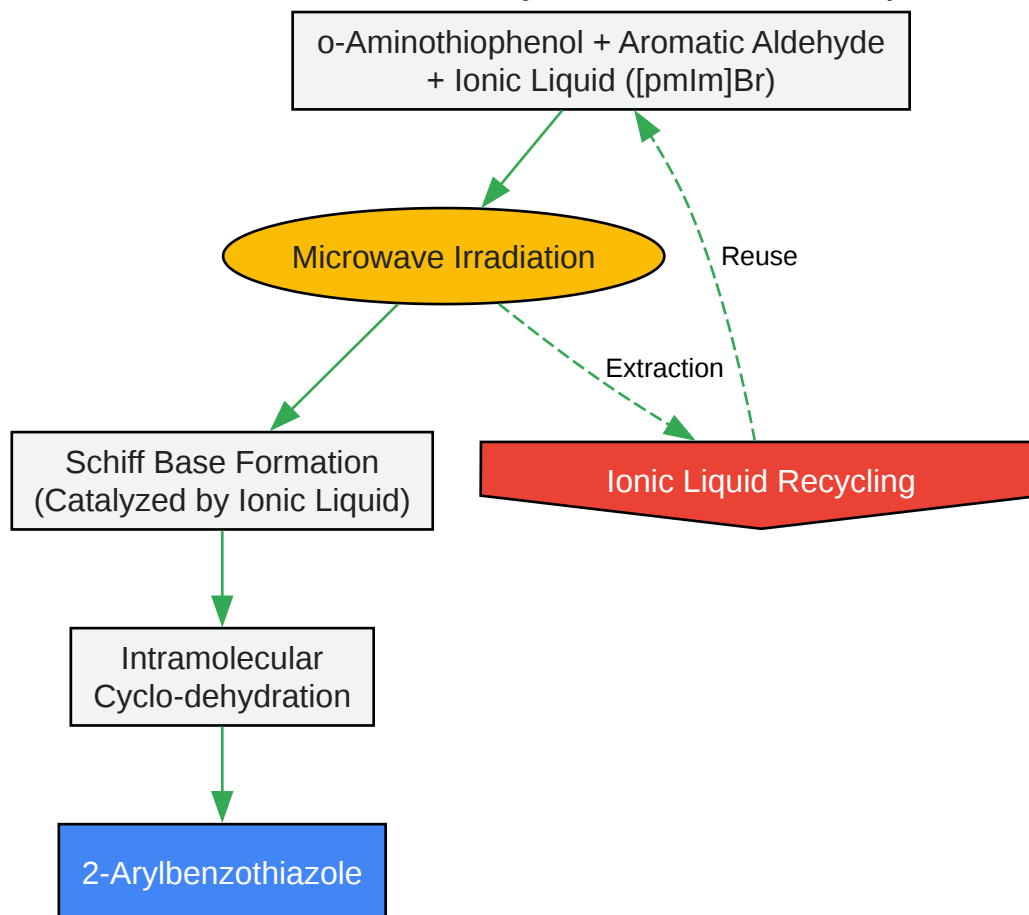 o-Aminothiophenol + Aromatic Aldehyde
+ Ionic Liquid ([pmIm]Br)
Microwave Irradiation
Reuse
Extraction
Schiff Base Formation
(Catalyzed by Ionic Liquid)
Ionic Liquid Recycling
Intramolecular
Cyclo-dehydration
2-Arylbenzothiazole